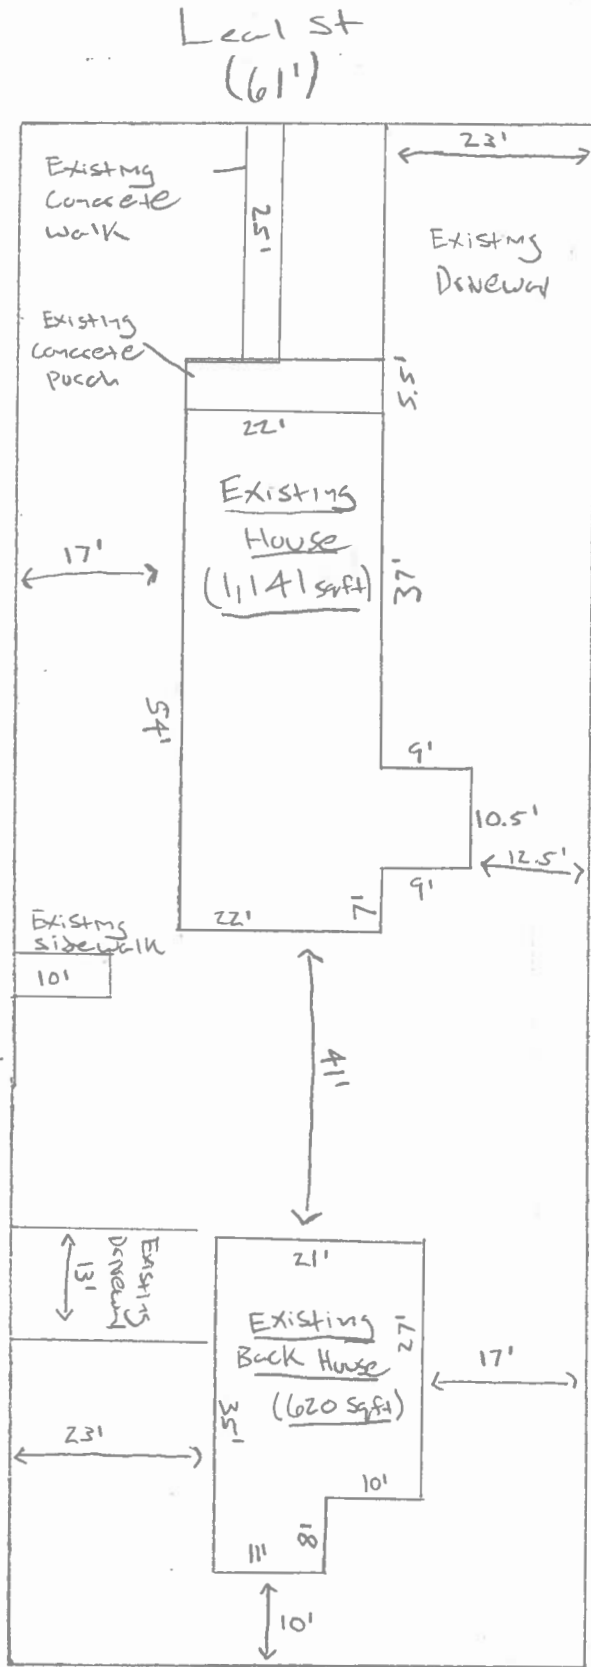 Leal St
(61')
23'
Existing
Concrete
walk
25'
Existing
Driveway
Existing
concrete
porch
5.5'
22'
Existing
House
(1,141 sqft)
17'
37'
54'
9'
10.5'
12.5'
9'
7'
22'
Existing
sidewalk
10'
41'
Existing
Driveway
13'
21'
27'
Existing
Back House
(620 sqft)
17'
35'
23'
10'
8'
11'
10'